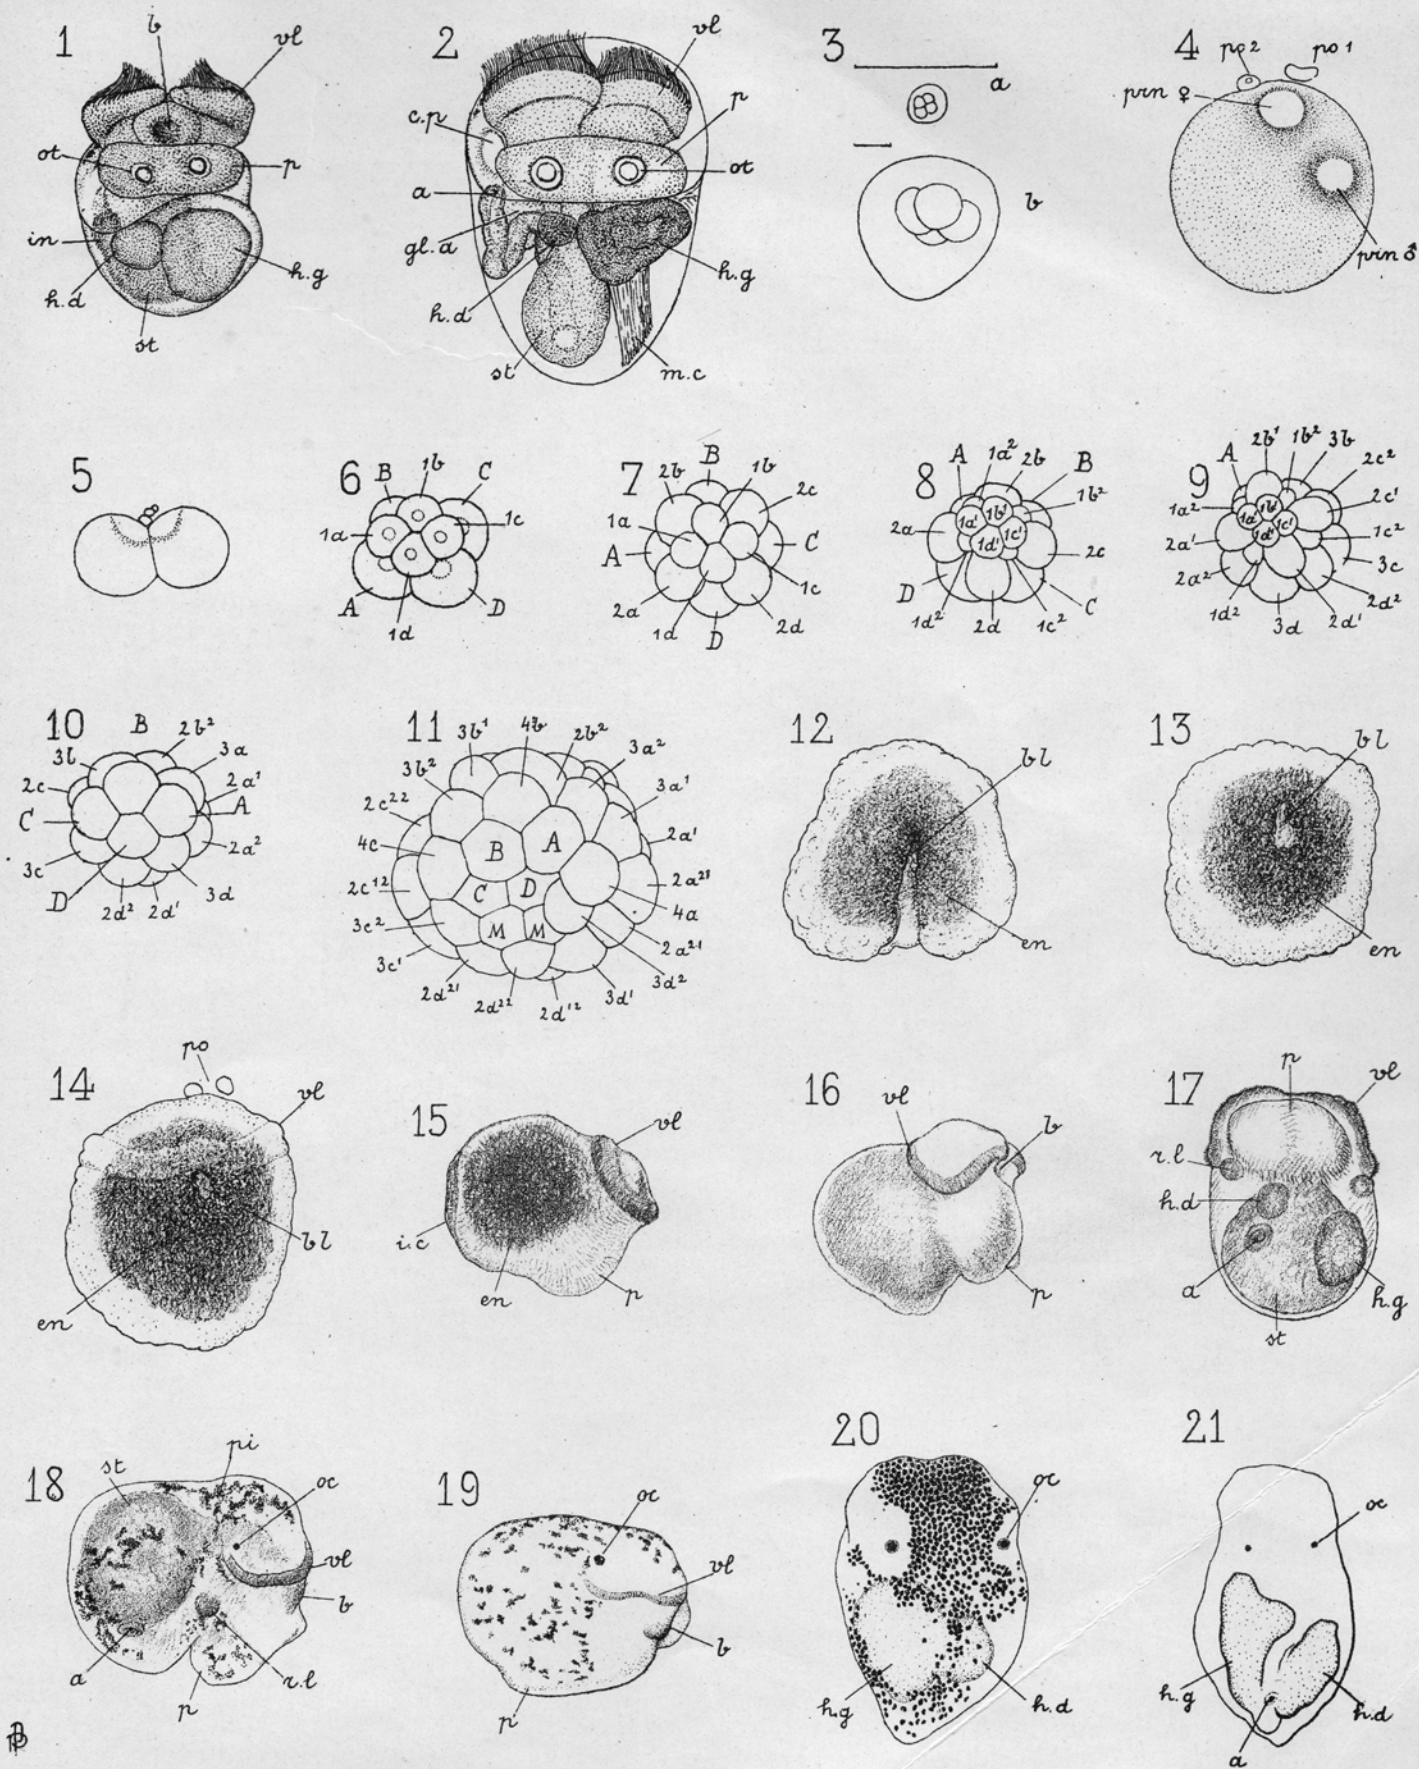 1
b
vl
ot
p
in
h.d
h.g
st
2
vl
c.p
p
a
ot
gl.a
h.g
h.d
st
m.c
3
a
b
4
po 2
po 1
prn ♀
prn ♂
5
6
B
1b
C
1a
1c
A
D
1d
7
B
2b
1b
2c
1a
A
C
1c
2a
1d
D
2d
8
A
1a²
2b
B
1b²
2a
1a¹
1b¹
1c¹
1d¹
2c
D
C
1d²
2d
1c²
9
A
2b¹
1b²
3b
2c²
1a²
2c¹
1a¹
1b¹
1c¹
1d¹
2a¹
1c²
3c
2a²
2d²
1d²
3d
2d¹
10
B
2b²
3b
3a
2c
2a¹
C
A
2a²
3c
D
2d²
2d¹
3d
11
3b¹
4b
2b²
3a²
3b²
3a¹
2c²²
2a¹
4c
B
A
C
D
2c¹²
2a²¹
4a
3c²
M
M
2a²¹
3c¹
3d²
2d²¹
2d²²
2d¹²
3d¹
12
bl
en
13
bl
en
14
po
vl
bl
en
15
vl
i.c
en
p
16
vl
b
p
17
p
vl
r.l
h.d
a
h.g
st
18
st
pi
oc
vl
b
a
p
r.l
19
oc
vl
b
p
20
oc
h.g
h.d
21
oc
h.g
h.d
a